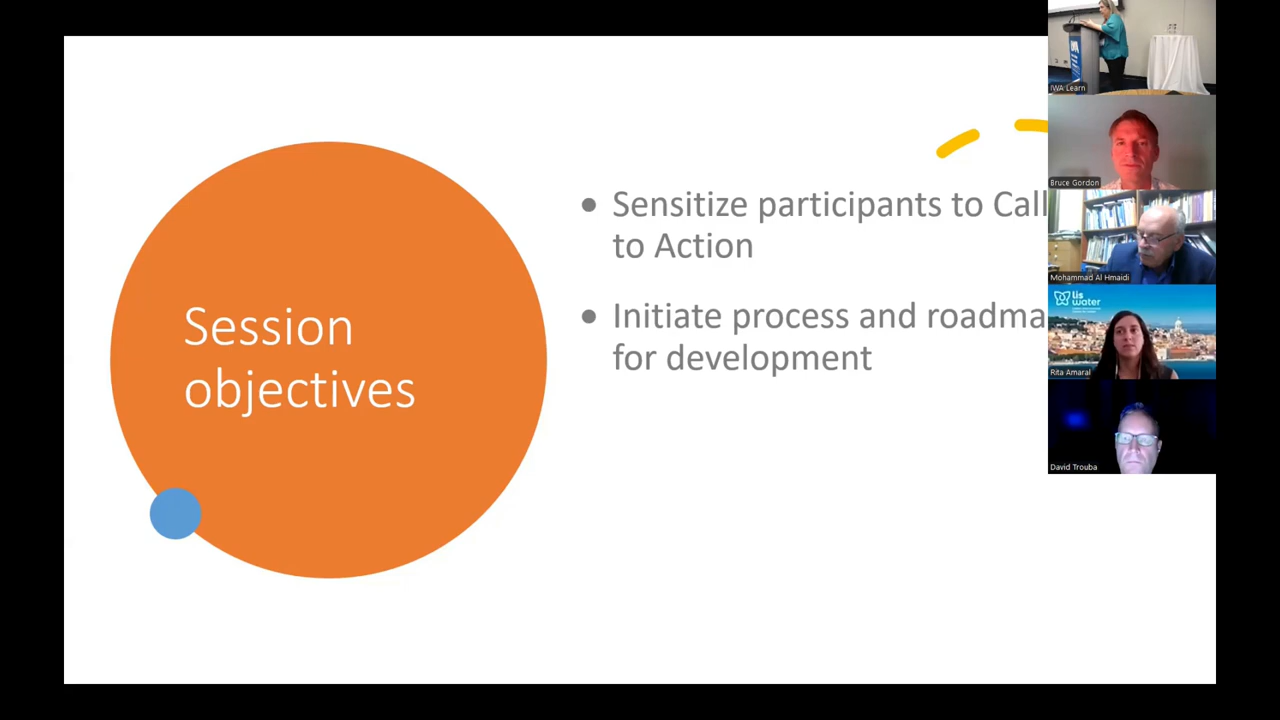 Session
objectives
• Sensitize participants to Call
to Action
• Initiate process and roadma
for development
IWA Learn
Bruce Gordon
Mohammad Al Hmaidi
lis
water
Rita Amaral
David Trouba